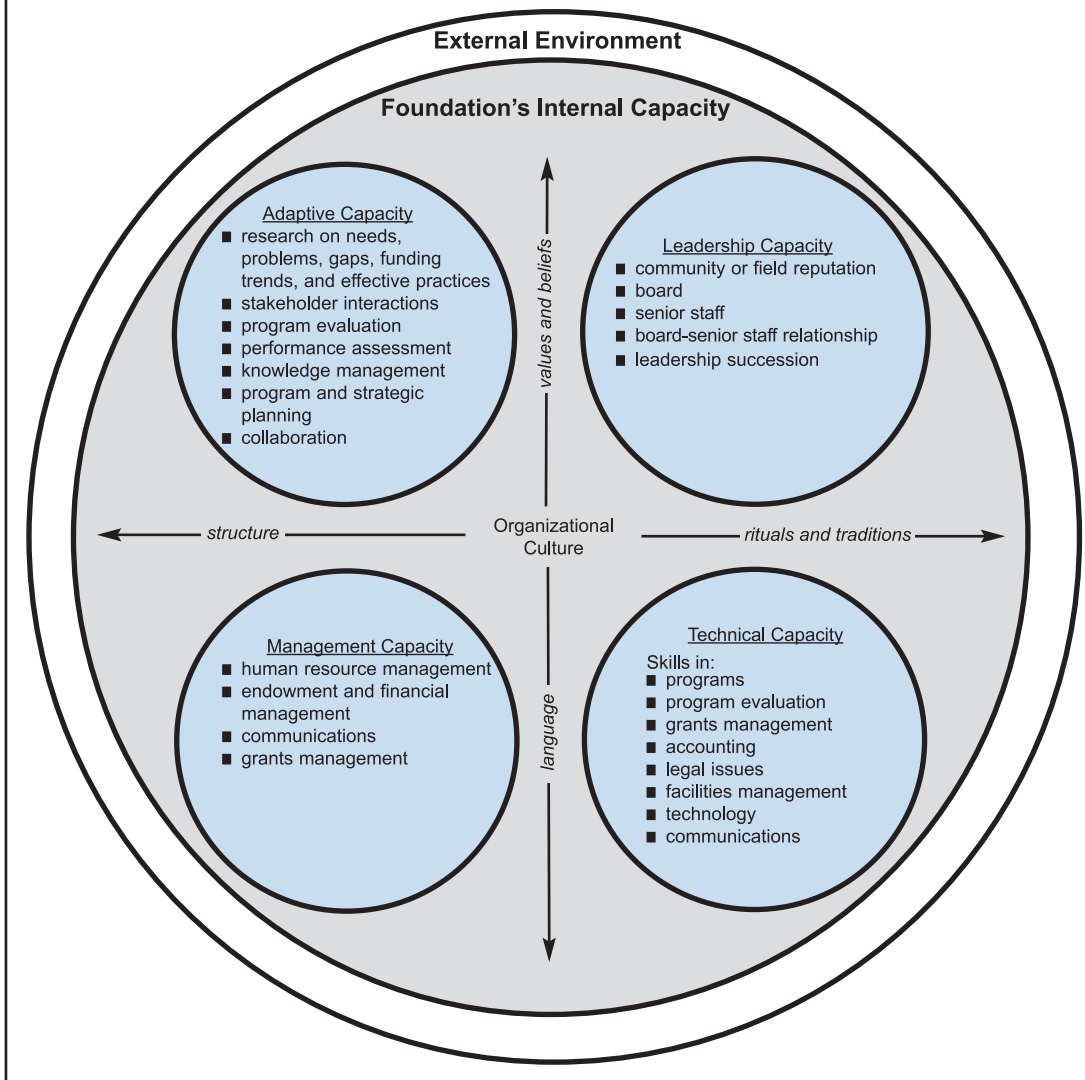 External Environment
Foundation's Internal Capacity
Adaptive Capacity
■ research on needs,
problems, gaps, funding
trends, and effective practices
■ stakeholder interactions
■ program evaluation
■ performance assessment
■ knowledge management
■ program and strategic
planning
■ collaboration
values and beliefs
Leadership Capacity
■ community or field reputation
■ board
■ senior staff
■ board-senior staff relationship
■ leadership succession
structure
Organizational
Culture
rituals and traditions
Management Capacity
■ human resource management
■ endowment and financial
management
■ communications
■ grants management
language
Technical Capacity
Skills in:
■ programs
■ program evaluation
■ grants management
■ accounting
■ legal issues
■ facilities management
■ technology
■ communications